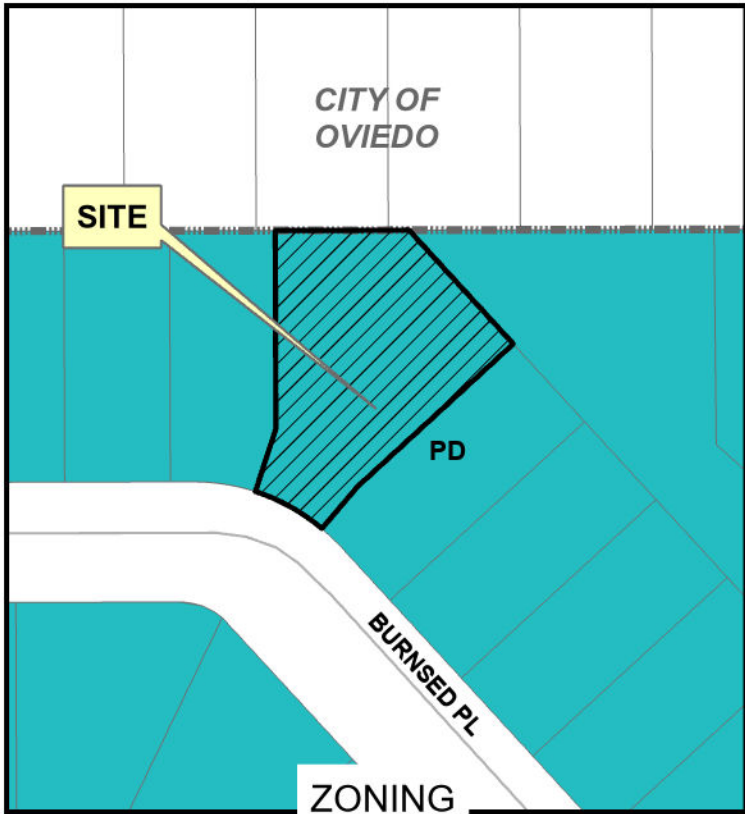 CITY OF
OVIEDO
SITE
PD
BURNSED PL
ZONING